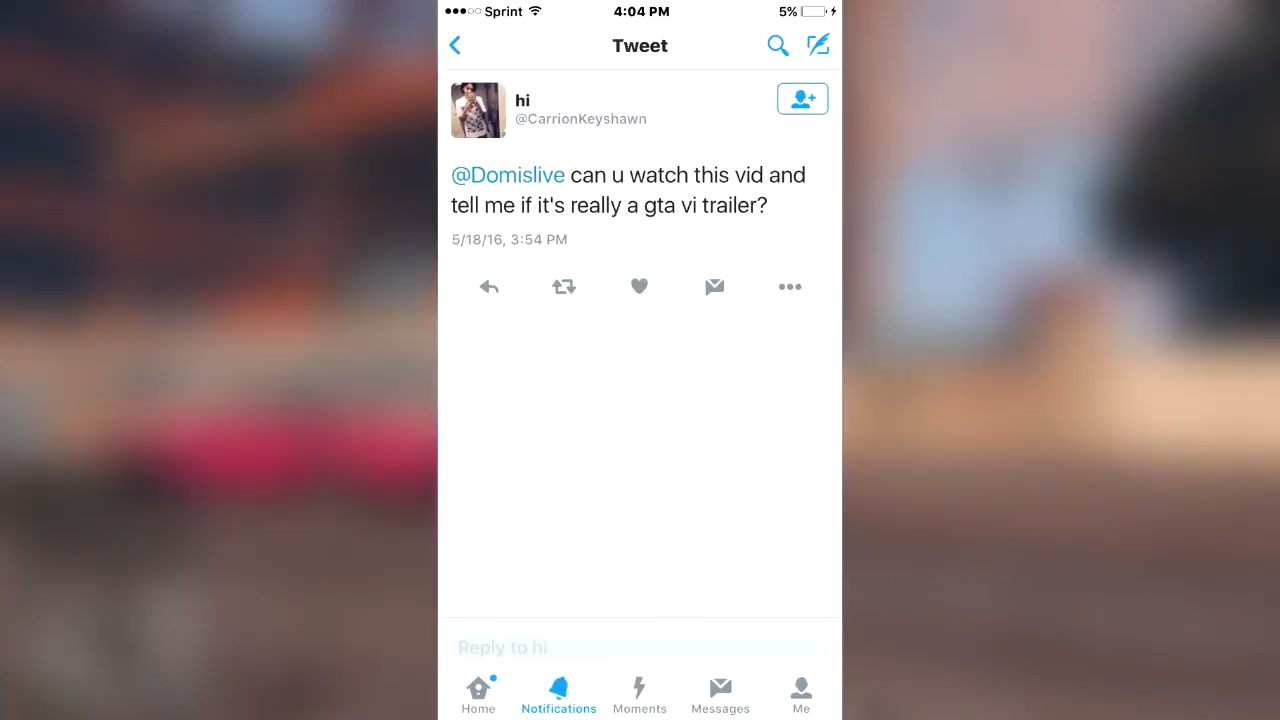 Sprint 4:04 PM 5%
Tweet
hi
@CarrionKeyshawn
@Domislive can u watch this vid and
tell me if it's really a gta vi trailer?
5/18/16, 3:54 PM
Reply to hi
Home Notifications Moments Messages Me